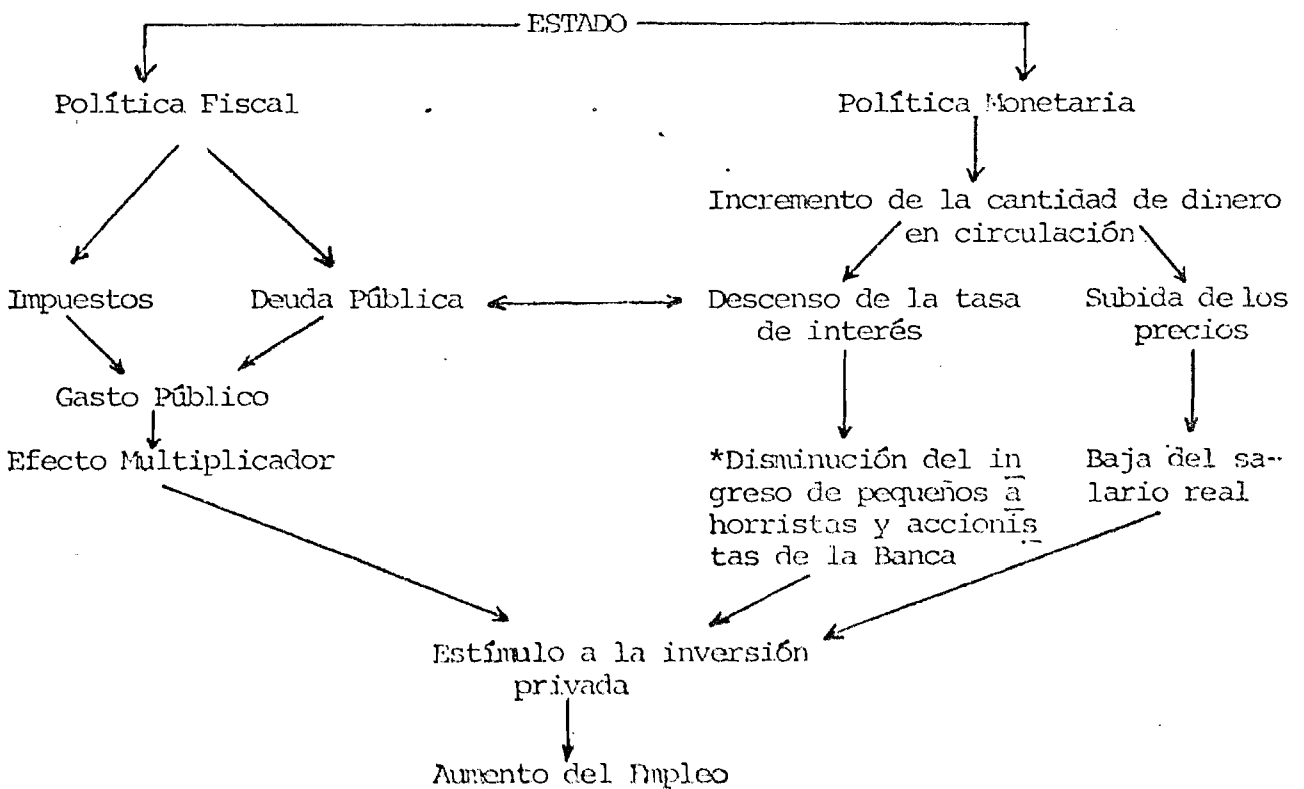 ESTADO
Política Fiscal
Política Monetaria
Incremento de la cantidad de dinero
en circulación
Impuestos
Deuda Pública
Descenso de la tasa
de interés
Subida de los
precios
Gasto Público
Efecto Multiplicador
*Disminución del in
greso de pequeños a
horristas y accionis
tas de la Banca
Baja del sa-
lario real
Estímulo a la inversión
privada
Aumento del Empleo